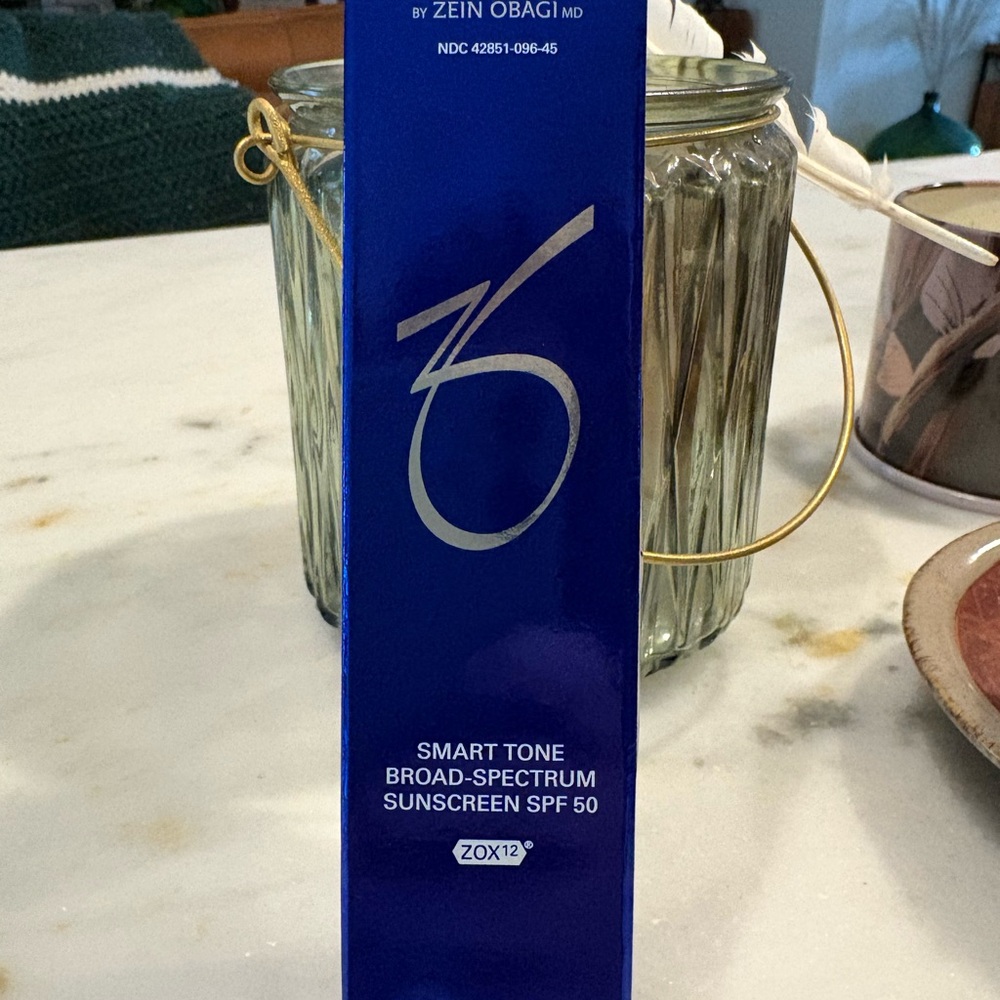 BY ZEIN OBAGI MD
NDC 42851-096-45
ZO
SMART TONE
BROAD-SPECTRUM
SUNSCREEN SPF 50
ZOX12®